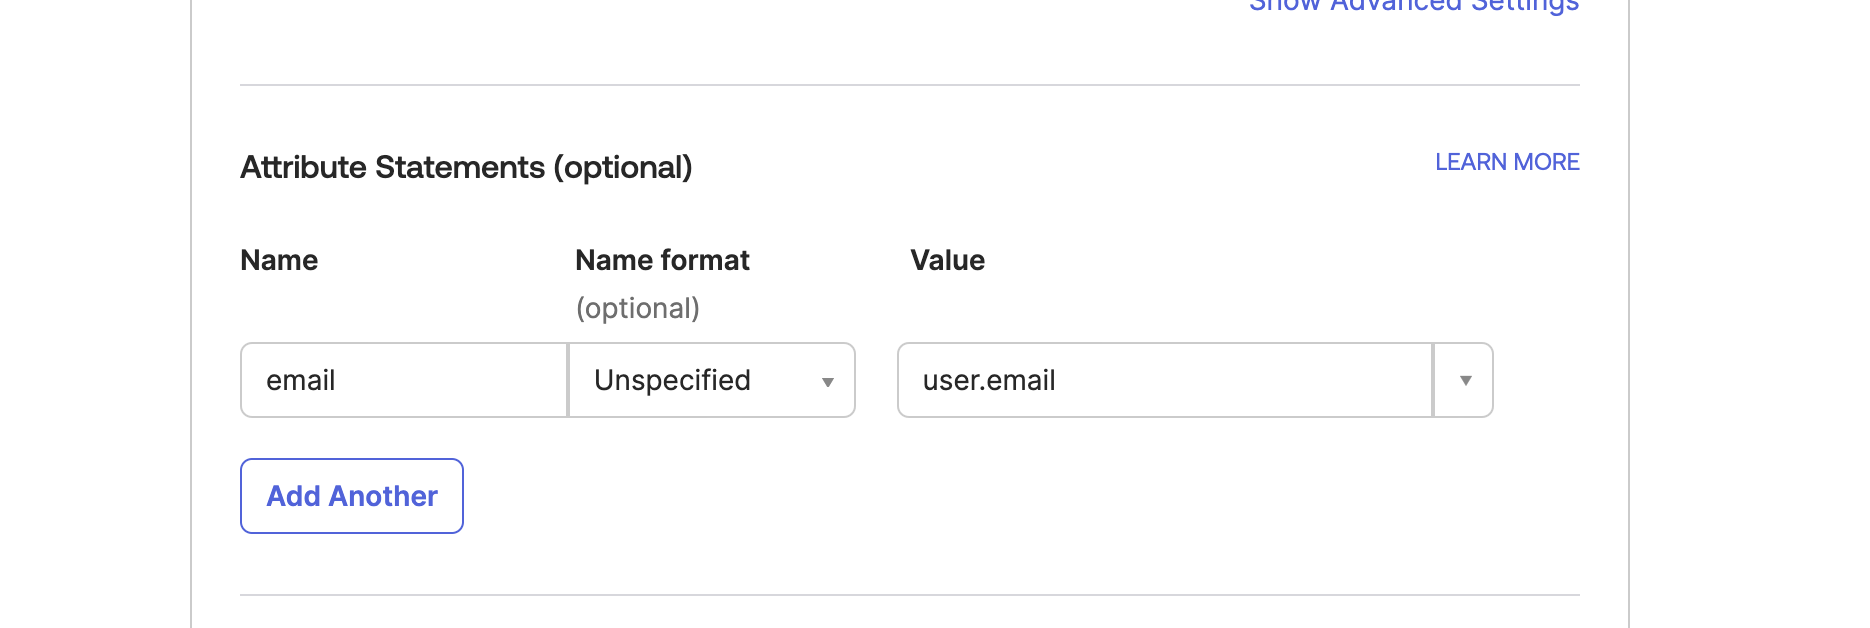 Show Advanced Settings
Attribute Statements (optional)
LEARN MORE
Name
Name format
(optional)
Value
email
Unspecified
user.email
Add Another